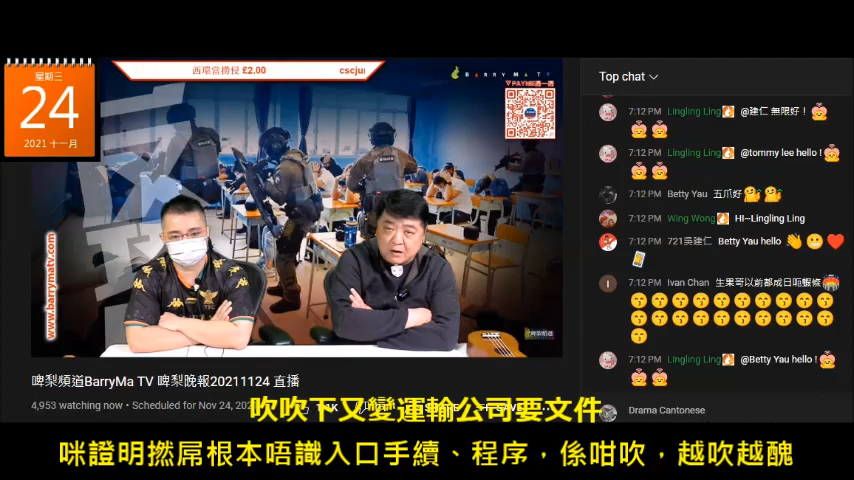 星期三
24
2021 十一月
西環當撈佬 £2.00
cscju
BARRYMA TV
www.barrymatv.com
Top chat
7:12 PM Lingling Ling @建仁 無限好！
7:12 PM Lingling Ling @tommy lee hello !
7:12 PM Betty Yau 五爪好
7:12 PM Wing Wong HI~Lingling Ling
7:12 PM 721吳建仁 Betty Yau hello
7:12 PM Ivan Chan 生果哥以前都成日呃蝦條
7:12 PM Lingling Ling @Betty Yau hello !
Drama Cantonese
啤梨頻道BarryMa TV 啤梨晚報20211124 直播
4,953 watching now • Scheduled for Nov 24, 202
吹吹下又變運輸公司要文件
咪證明撚屌根本唔識入口手續、程序，係咁吹，越吹越醜